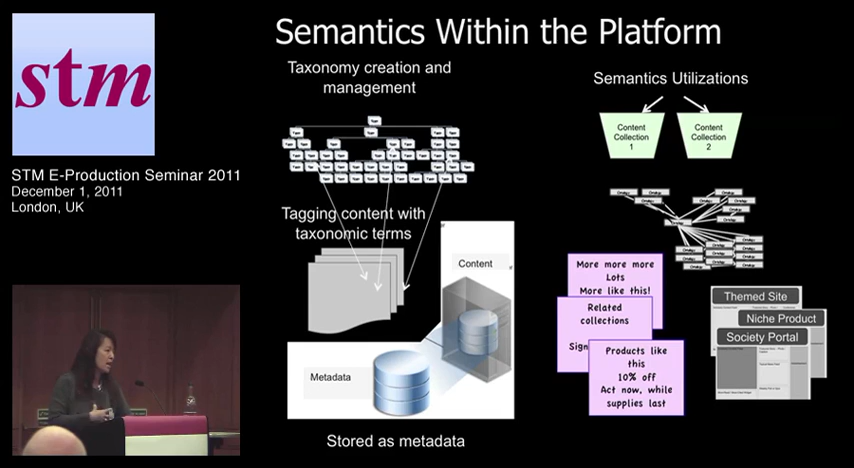 stm
STM E-Production Seminar 2011
December 1, 2011
London, UK
Semantics Within the Platform
Taxonomy creation and
management
Tagging content with
taxonomic terms
Content
Metadata
Stored as metadata
Semantics Utilizations
Content
Collection
1
Content
Collection
2
More more more
Lots
More like this!
Related
collections
Sign
Products like
this
10% off
Act now, while
supplies last
Themed Site
Niche Product
Society Portal